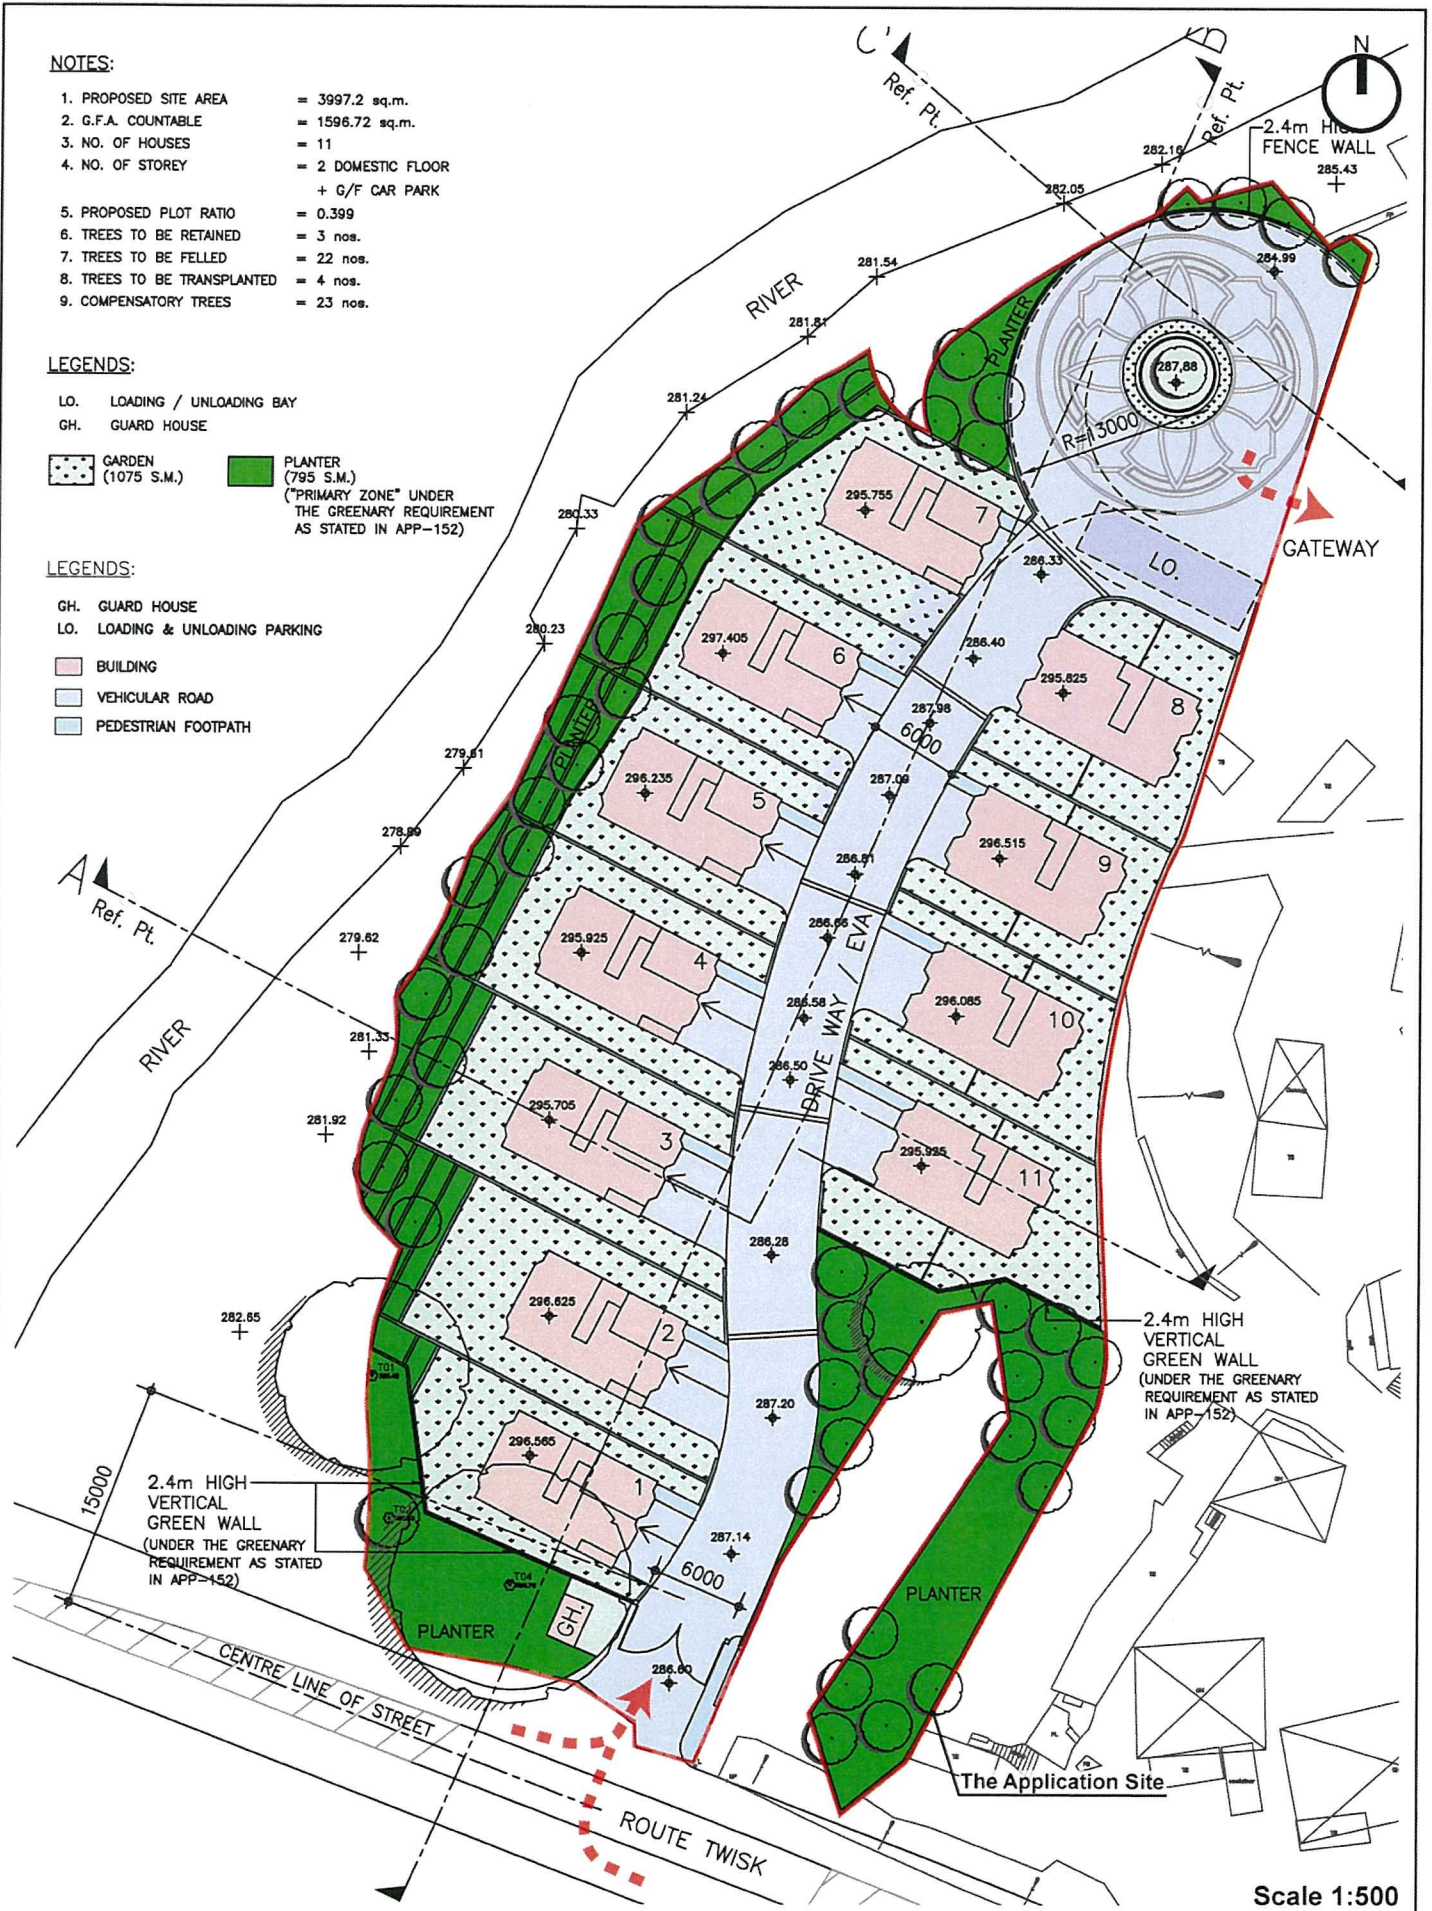 NOTES:
1. PROPOSED SITE AREA = 3997.2 sq.m.
2. G.F.A. COUNTABLE = 1596.72 sq.m.
3. NO. OF HOUSES = 11
4. NO. OF STOREY = 2 DOMESTIC FLOOR
+ G/F CAR PARK
5. PROPOSED PLOT RATIO = 0.399
6. TREES TO BE RETAINED = 3 nos.
7. TREES TO BE FELLED = 22 nos.
8. TREES TO BE TRANSPLANTED = 4 nos.
9. COMPENSATORY TREES = 23 nos.
LEGENDS:
LO. LOADING / UNLOADING BAY
GH. GUARD HOUSE
GARDEN
(1075 S.M.)
PLANTER
(795 S.M.)
("PRIMARY ZONE" UNDER
THE GREENARY REQUIREMENT
AS STATED IN APP-152)
LEGENDS:
GH. GUARD HOUSE
LO. LOADING & UNLOADING PARKING
BUILDING
VEHICULAR ROAD
PEDESTRIAN FOOTPATH
C'
Ref. Pt.
B
Ref. Pt.
N
2.4m HIGH
FENCE WALL
285.43
282.16
282.05
284.99
281.54
RIVER
281.81
281.24
PLANTER
287.88
R=13000
280.33
295.755
7
GATEWAY
LO.
286.33
280.23
297.405
6
286.40
295.825
8
287.98
6000
PLANTER
279.61
296.235
5
287.09
278.89
296.515
9
286.81
A
Ref. Pt.
279.62
295.925
4
286.66
DRIVE WAY / EVA
286.58
296.085
10
RIVER
281.33
286.50
281.92
295.705
3
295.925
11
286.28
282.65
296.625
2
2.4m HIGH
VERTICAL
GREEN WALL
(UNDER THE GREENARY
REQUIREMENT AS STATED
IN APP-152)
T01
287.20
296.565
1
15000
2.4m HIGH
VERTICAL
GREEN WALL
(UNDER THE GREENARY
REQUIREMENT AS STATED
IN APP-152)
T02
287.14
T04
6000
GH.
PLANTER
PLANTER
286.60
CENTRE LINE OF STREET
ROUTE TWISK
The Application Site
Scale 1:500